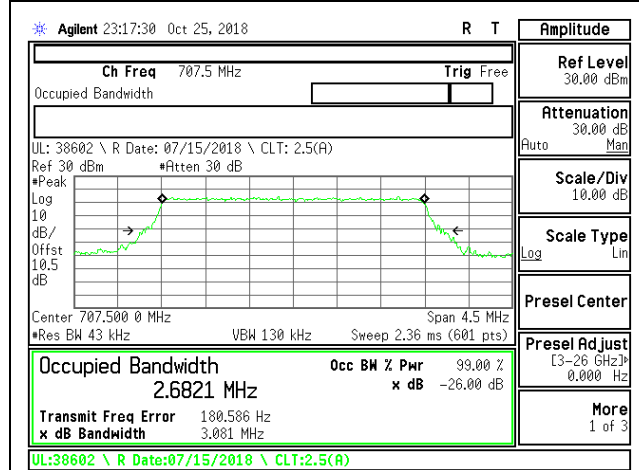 Agilent 23:17:30 Oct 25, 2018 R T
Ch Freq 707.5 MHz Trig Free
Occupied Bandwidth
UL: 38602 \ R Date: 07/15/2018 \ CLT: 2.5(A)
Ref 30 dBm #Atten 30 dB
#Peak
Log
10
dB/
Offst
10.5
dB
Center 707.500 0 MHz Span 4.5 MHz
#Res BW 43 kHz VBW 130 kHz Sweep 2.36 ms (601 pts)
Occupied Bandwidth Occ BW % Pwr 99.00 %
2.6821 MHz x dB -26.00 dB
Transmit Freq Error 180.586 Hz
x dB Bandwidth 3.081 MHz
UL:38602 \ R Date:07/15/2018 \ CLT:2.5(A)
Amplitude
Ref Level
30.00 dBm
Attenuation
30.00 dB
Auto Man
Scale/Div
10.00 dB
Scale Type
Log Lin
Presel Center
Presel Adjust
[3-26 GHz]
0.000 Hz
More
1 of 3